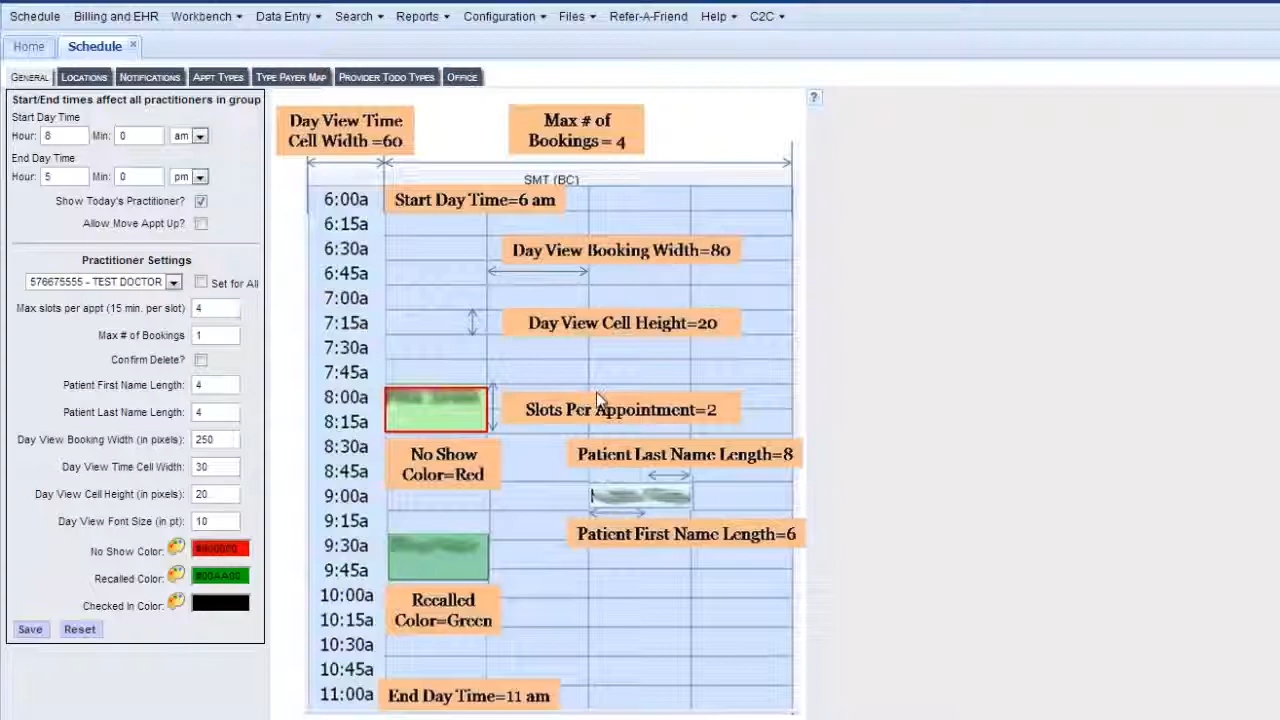 Schedule Billing and EHR Workbench Data Entry Search Reports Configuration Files Refer-A-Friend Help C2C
Home Schedule
General Locations Notifications Appt Types Type Payer Map Provider Todo Types Office
Start/End times affect all practitioners in group
Start Day Time
Hour: 8 Min: 0 am
End Day Time
Hour: 5 Min: 0 pm
Show Today's Practitioner?
Allow Move Appt Up?
Practitioner Settings
576675555 - TEST DOCTOR Set for All
Max slots per appt (15 min. per slot) 4
Max # of Bookings 1
Confirm Delete?
Patient First Name Length: 4
Patient Last Name Length: 4
Day View Booking Width (in pixels): 250
Day View Time Cell Width: 30
Day View Cell Height (in pixels): 20
Day View Font Size (in pt): 10
No Show Color:
Recalled Color: #00AA00
Checked In Color:
Save Reset
?
Day View Time
Cell Width =60
Max # of
Bookings = 4
SMT (BC)
6:00a Start Day Time=6 am
6:15a
6:30a Day View Booking Width=80
6:45a
7:00a
7:15a Day View Cell Height=20
7:30a
7:45a
8:00a
Slots Per Appointment=2
8:15a
8:30a
No Show
Color=Red
Patient Last Name Length=8
8:45a
9:00a
9:15a
Patient First Name Length=6
9:30a
9:45a
10:00a
Recalled
Color=Green
10:15a
10:30a
10:45a
11:00a End Day Time=11 am